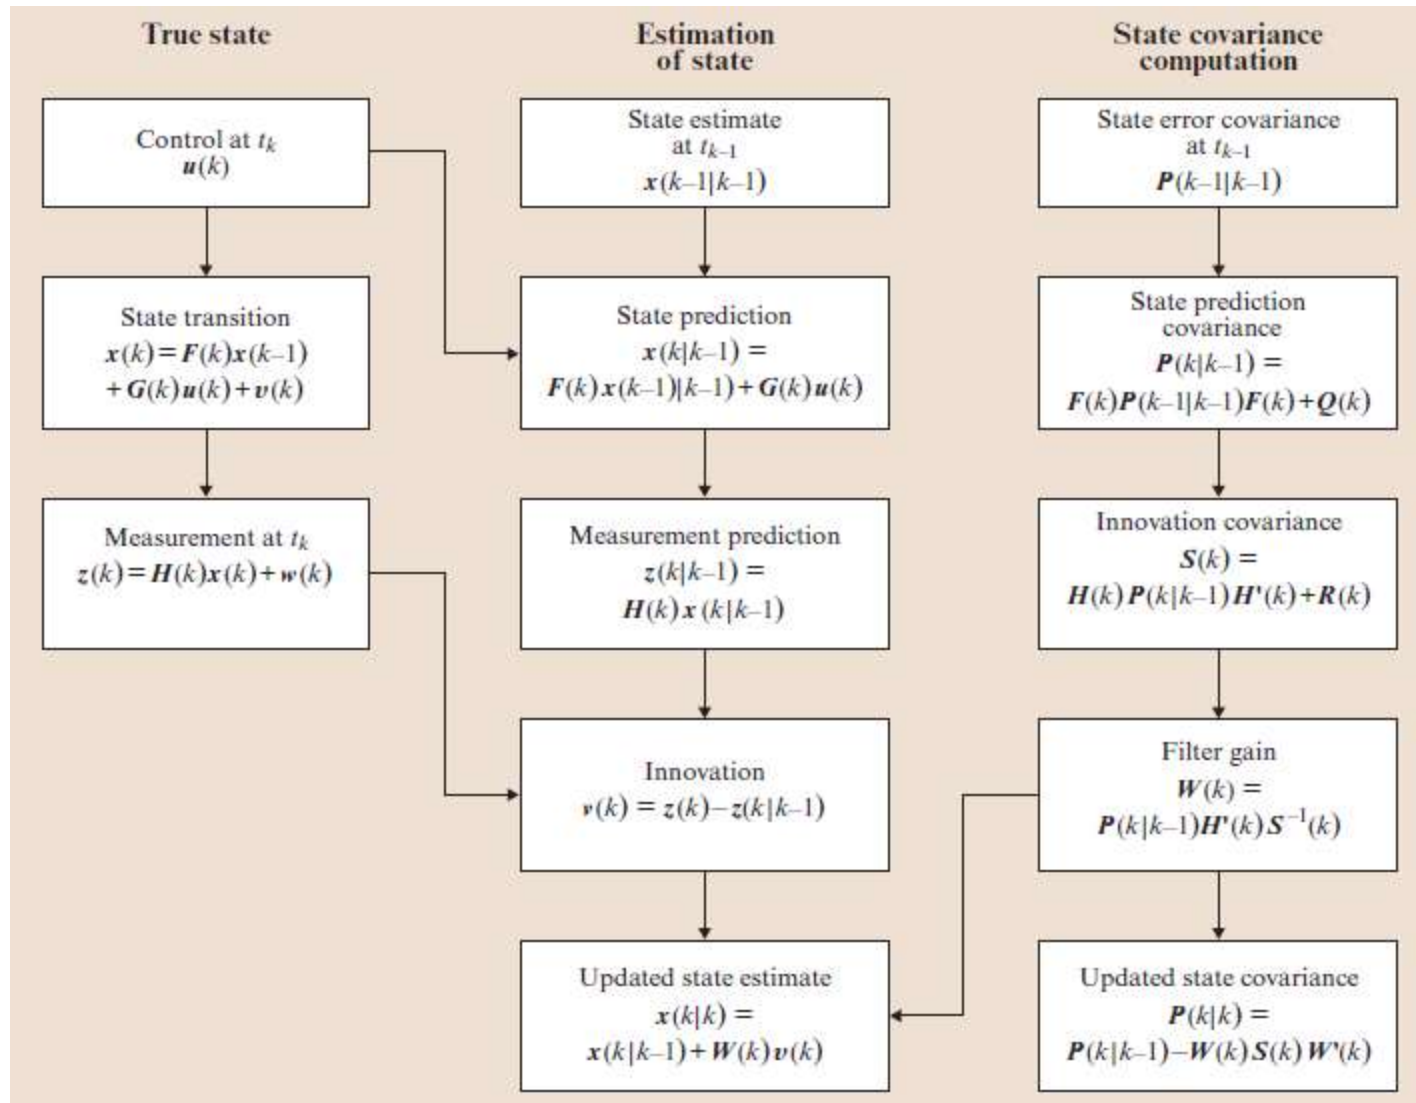 True state
Control at tk
u(k)
State transition
x(k)=F(k)x(k–1)
+G(k)u(k)+v(k)
Measurement at tk
z(k)=H(k)x(k)+w(k)
Estimation
of state
State estimate
at tk–1
x(k–1|k–1)
State prediction
x(k|k–1) =
F(k)x(k–1)|k–1)+G(k)u(k)
Measurement prediction
z(k|k–1) =
H(k)x(k|k–1)
Innovation
v(k) = z(k)–z(k|k–1)
Updated state estimate
x(k|k) =
x(k|k–1)+W(k)v(k)
State covariance
computation
State error covariance
at tk–1
P(k–1|k–1)
State prediction
covariance
P(k|k–1) =
F(k)P(k–1|k–1)F(k)+Q(k)
Innovation covariance
S(k) =
H(k)P(k|k–1)H'(k)+R(k)
Filter gain
W(k) =
P(k|k–1)H'(k)S–1(k)
Updated state covariance
P(k|k) =
P(k|k–1)–W(k)S(k)W'(k)